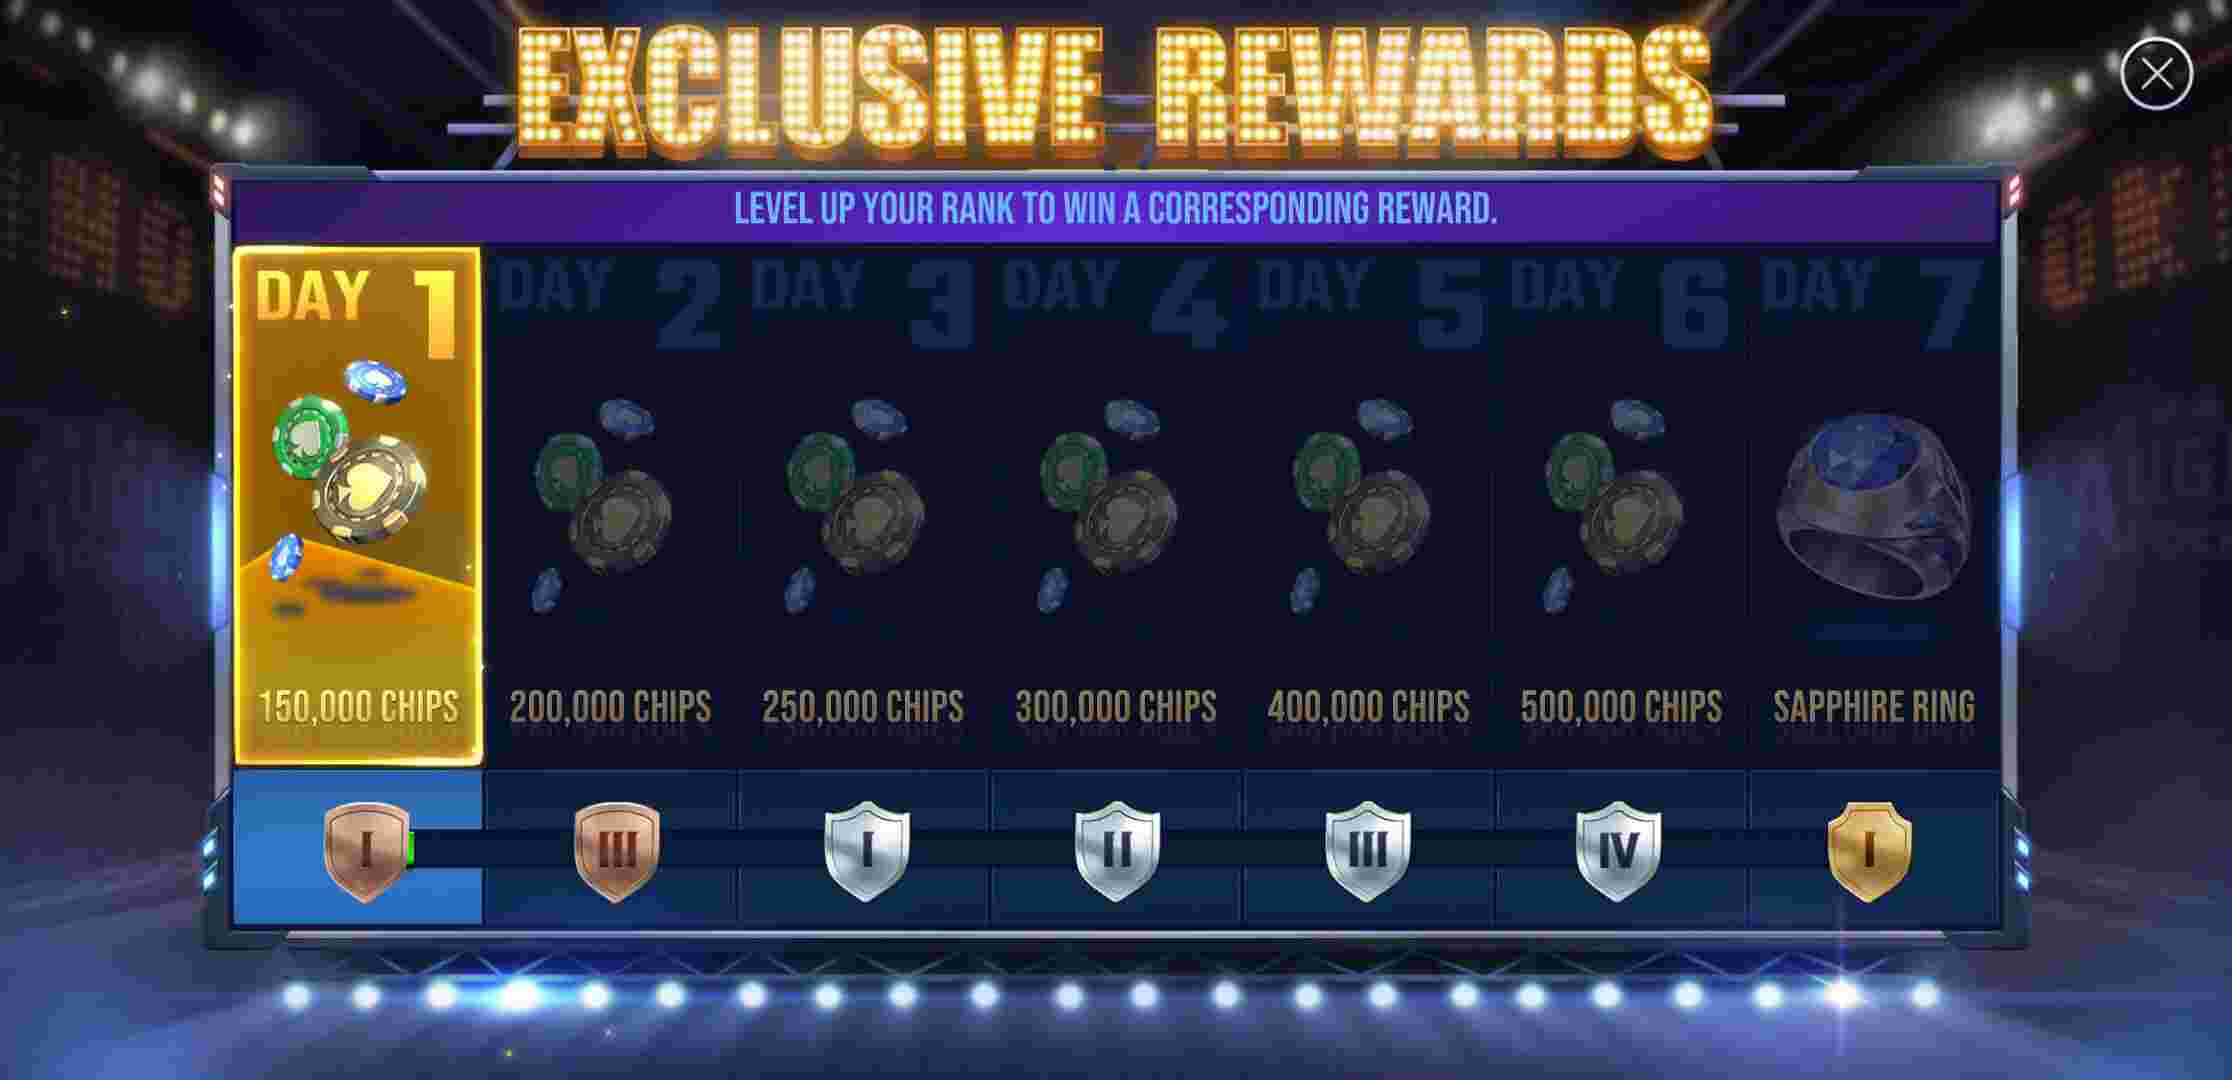 EXCLUSIVE REWARDS
LEVEL UP YOUR RANK TO WIN A CORRESPONDING REWARD.
DAY 1
DAY 2
DAY 3
DAY 4
DAY 5
DAY 6
DAY 7
150,000 CHIPS
200,000 CHIPS
250,000 CHIPS
300,000 CHIPS
400,000 CHIPS
500,000 CHIPS
SAPPHIRE RING
I
III
I
II
III
IV
I